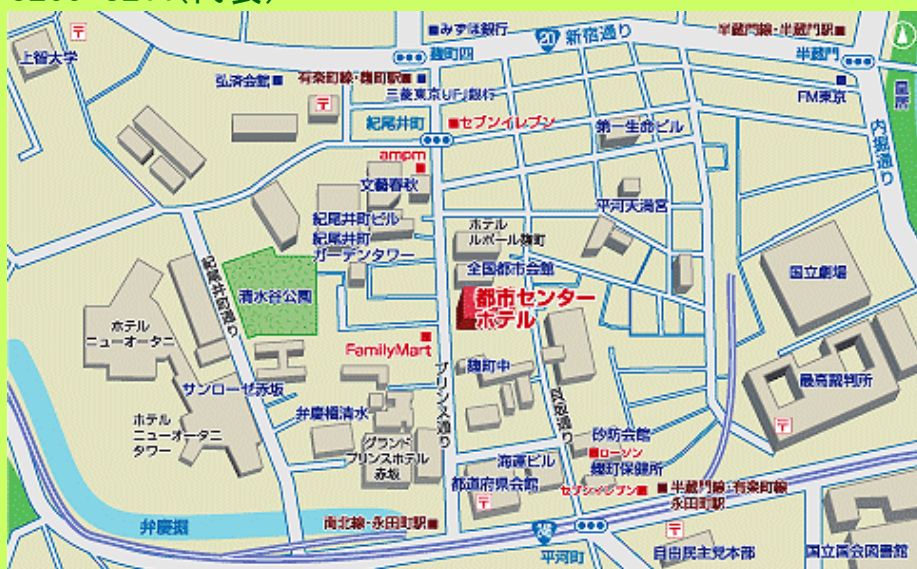 みずほ銀行
20
新宿通り
半蔵門線・半蔵門駅
上智大学
麹町四
半蔵門
弘済会館
有楽町線・麹町駅
三菱東京UFJ銀行
FM東京
皇居
紀尾井町
セブンイレブン
第一生命ビル
内堀通り
ampm
文藝春秋
平河天満宮
紀尾井町ビル
ホテル
ルポール麹町
紀尾井町
ガーデンタワー
全国都市会館
国立劇場
紀尾井町通り
清水谷公園
都市センター
ホテル
ホテル
ニューオータニ
FamilyMart
プリンス通り
麹町中
貝坂通り
最高裁判所
サンローゼ赤坂
弁慶橋清水
ホテル
ニューオータニ
タワー
グランド
プリンスホテル
赤坂
砂防会館
ローソン
海運ビル
麹町保健所
都道府県会館
セブンイレブン
半蔵門線・有楽町線
永田町駅
弁慶堀
南北線・永田町駅
平河町
自由民主党本部
国立国会図書館